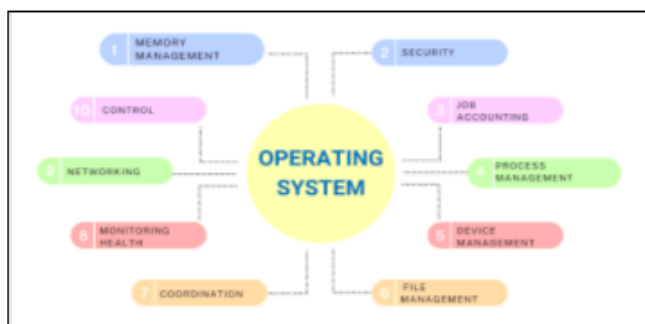 OPERATING
SYSTEM
1 MEMORY
MANAGEMENT
2 SECURITY
3 JOB
ACCOUNTING
4 PROCESS
MANAGEMENT
5 DEVICE
MANAGEMENT
6 FILE
MANAGEMENT
7 COORDINATION
8 MONITORING
HEALTH
9 NETWORKING
10 CONTROL